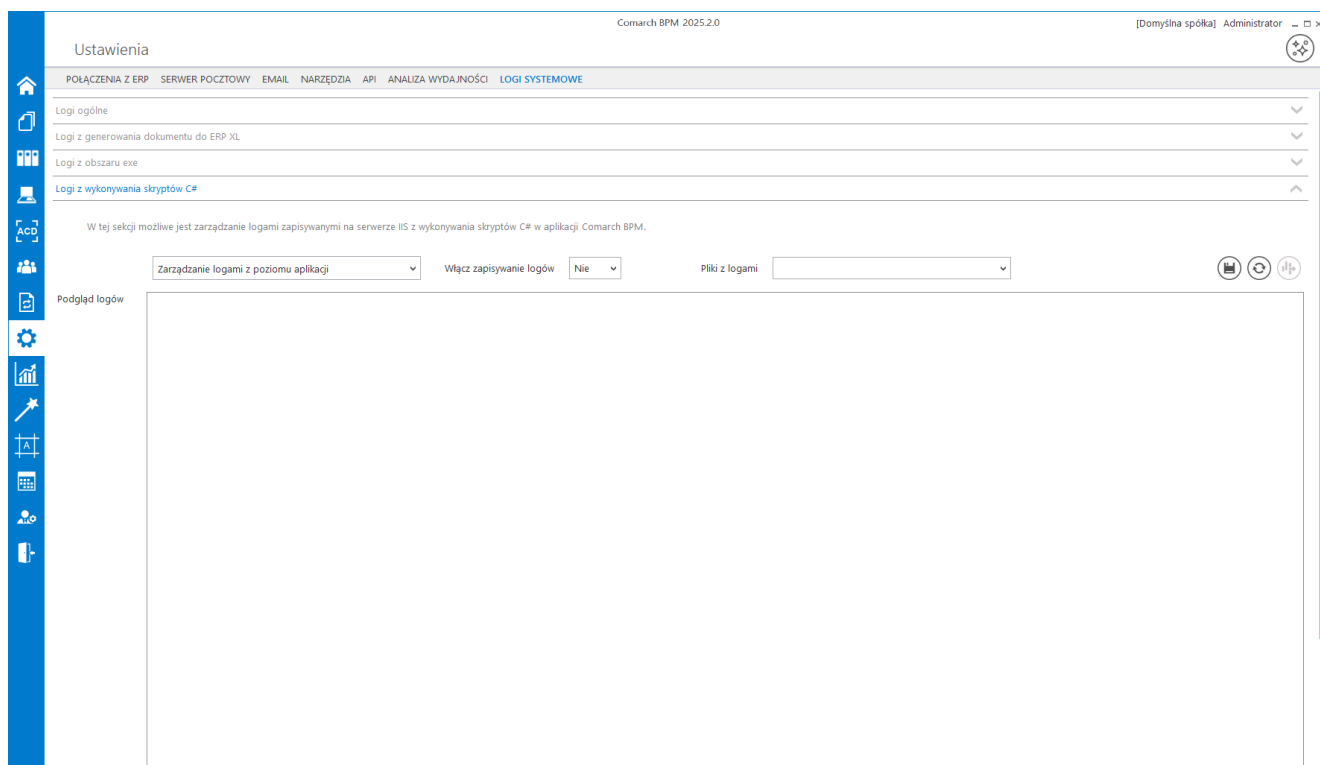 Comarch BPM 2025.2.0
[Domyślna spółka] Administrator
Ustawienia
POŁĄCZENIA Z ERP SERWER POCZTOWY EMAIL NARZĘDZIA API ANALIZA WYDAJNOŚCI LOGI SYSTEMOWE
Logi ogólne
Logi z generowania dokumentu do ERP XL
Logi z obszaru exe
Logi z wykonywania skryptów C#
W tej sekcji możliwe jest zarządzanie logami zapisywanymi na serwerze IIS z wykonywania skryptów C# w aplikacji Comarch BPM.
Zarządzanie logami z poziomu aplikacji Włącz zapisywanie logów Nie Pliki z logami
Podgląd logów
ACD
A